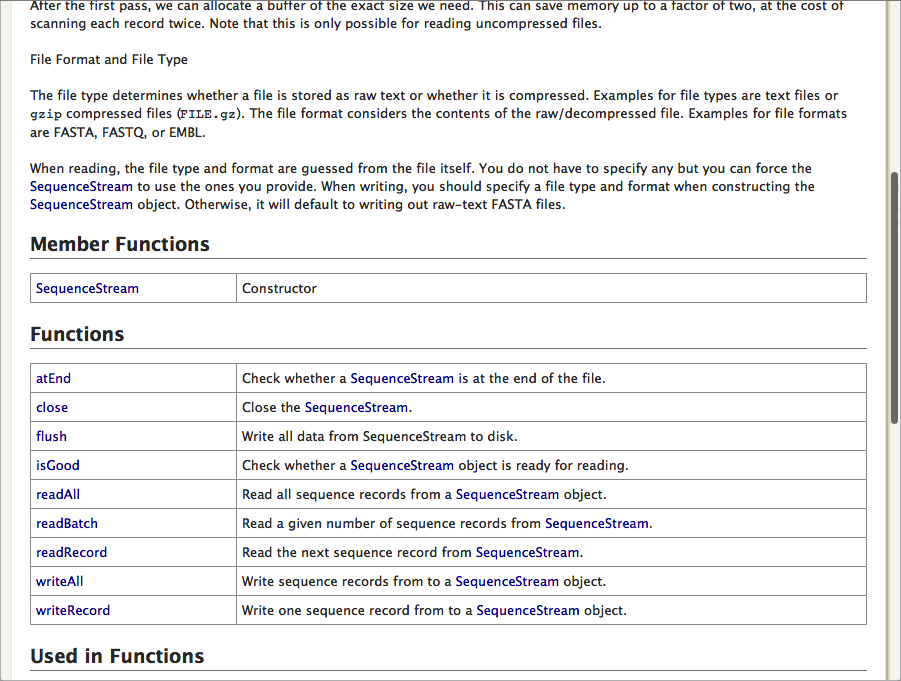 After the first pass, we can allocate a buffer of the exact size we need. This can save memory up to a factor of two, at the cost of
scanning each record twice. Note that this is only possible for reading uncompressed files.
File Format and File Type
The file type determines whether a file is stored as raw text or whether it is compressed. Examples for file types are text files or
gzip compressed files (FILE.gz). The file format considers the contents of the raw/decompressed file. Examples for file formats
are FASTA, FASTQ, or EMBL.
When reading, the file type and format are guessed from the file itself. You do not have to specify any but you can force the
SequenceStream to use the ones you provide. When writing, you should specify a file type and format when constructing the
SequenceStream object. Otherwise, it will default to writing out raw-text FASTA files.
Member Functions
SequenceStream Constructor
Functions
atEnd Check whether a SequenceStream is at the end of the file.
close Close the SequenceStream.
flush Write all data from SequenceStream to disk.
isGood Check whether a SequenceStream object is ready for reading.
readAll Read all sequence records from a SequenceStream object.
readBatch Read a given number of sequence records from SequenceStream.
readRecord Read the next sequence record from SequenceStream.
writeAll Write sequence records from to a SequenceStream object.
writeRecord Write one sequence record from to a SequenceStream object.
Used in Functions